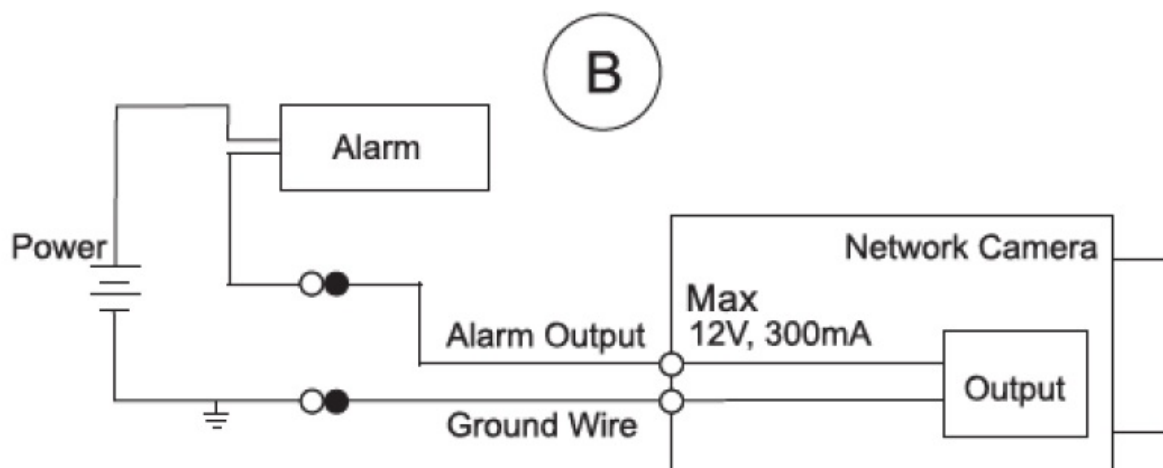 B
Alarm
Power
Network Camera
Max
12V, 300mA
Alarm Output
Output
Ground Wire